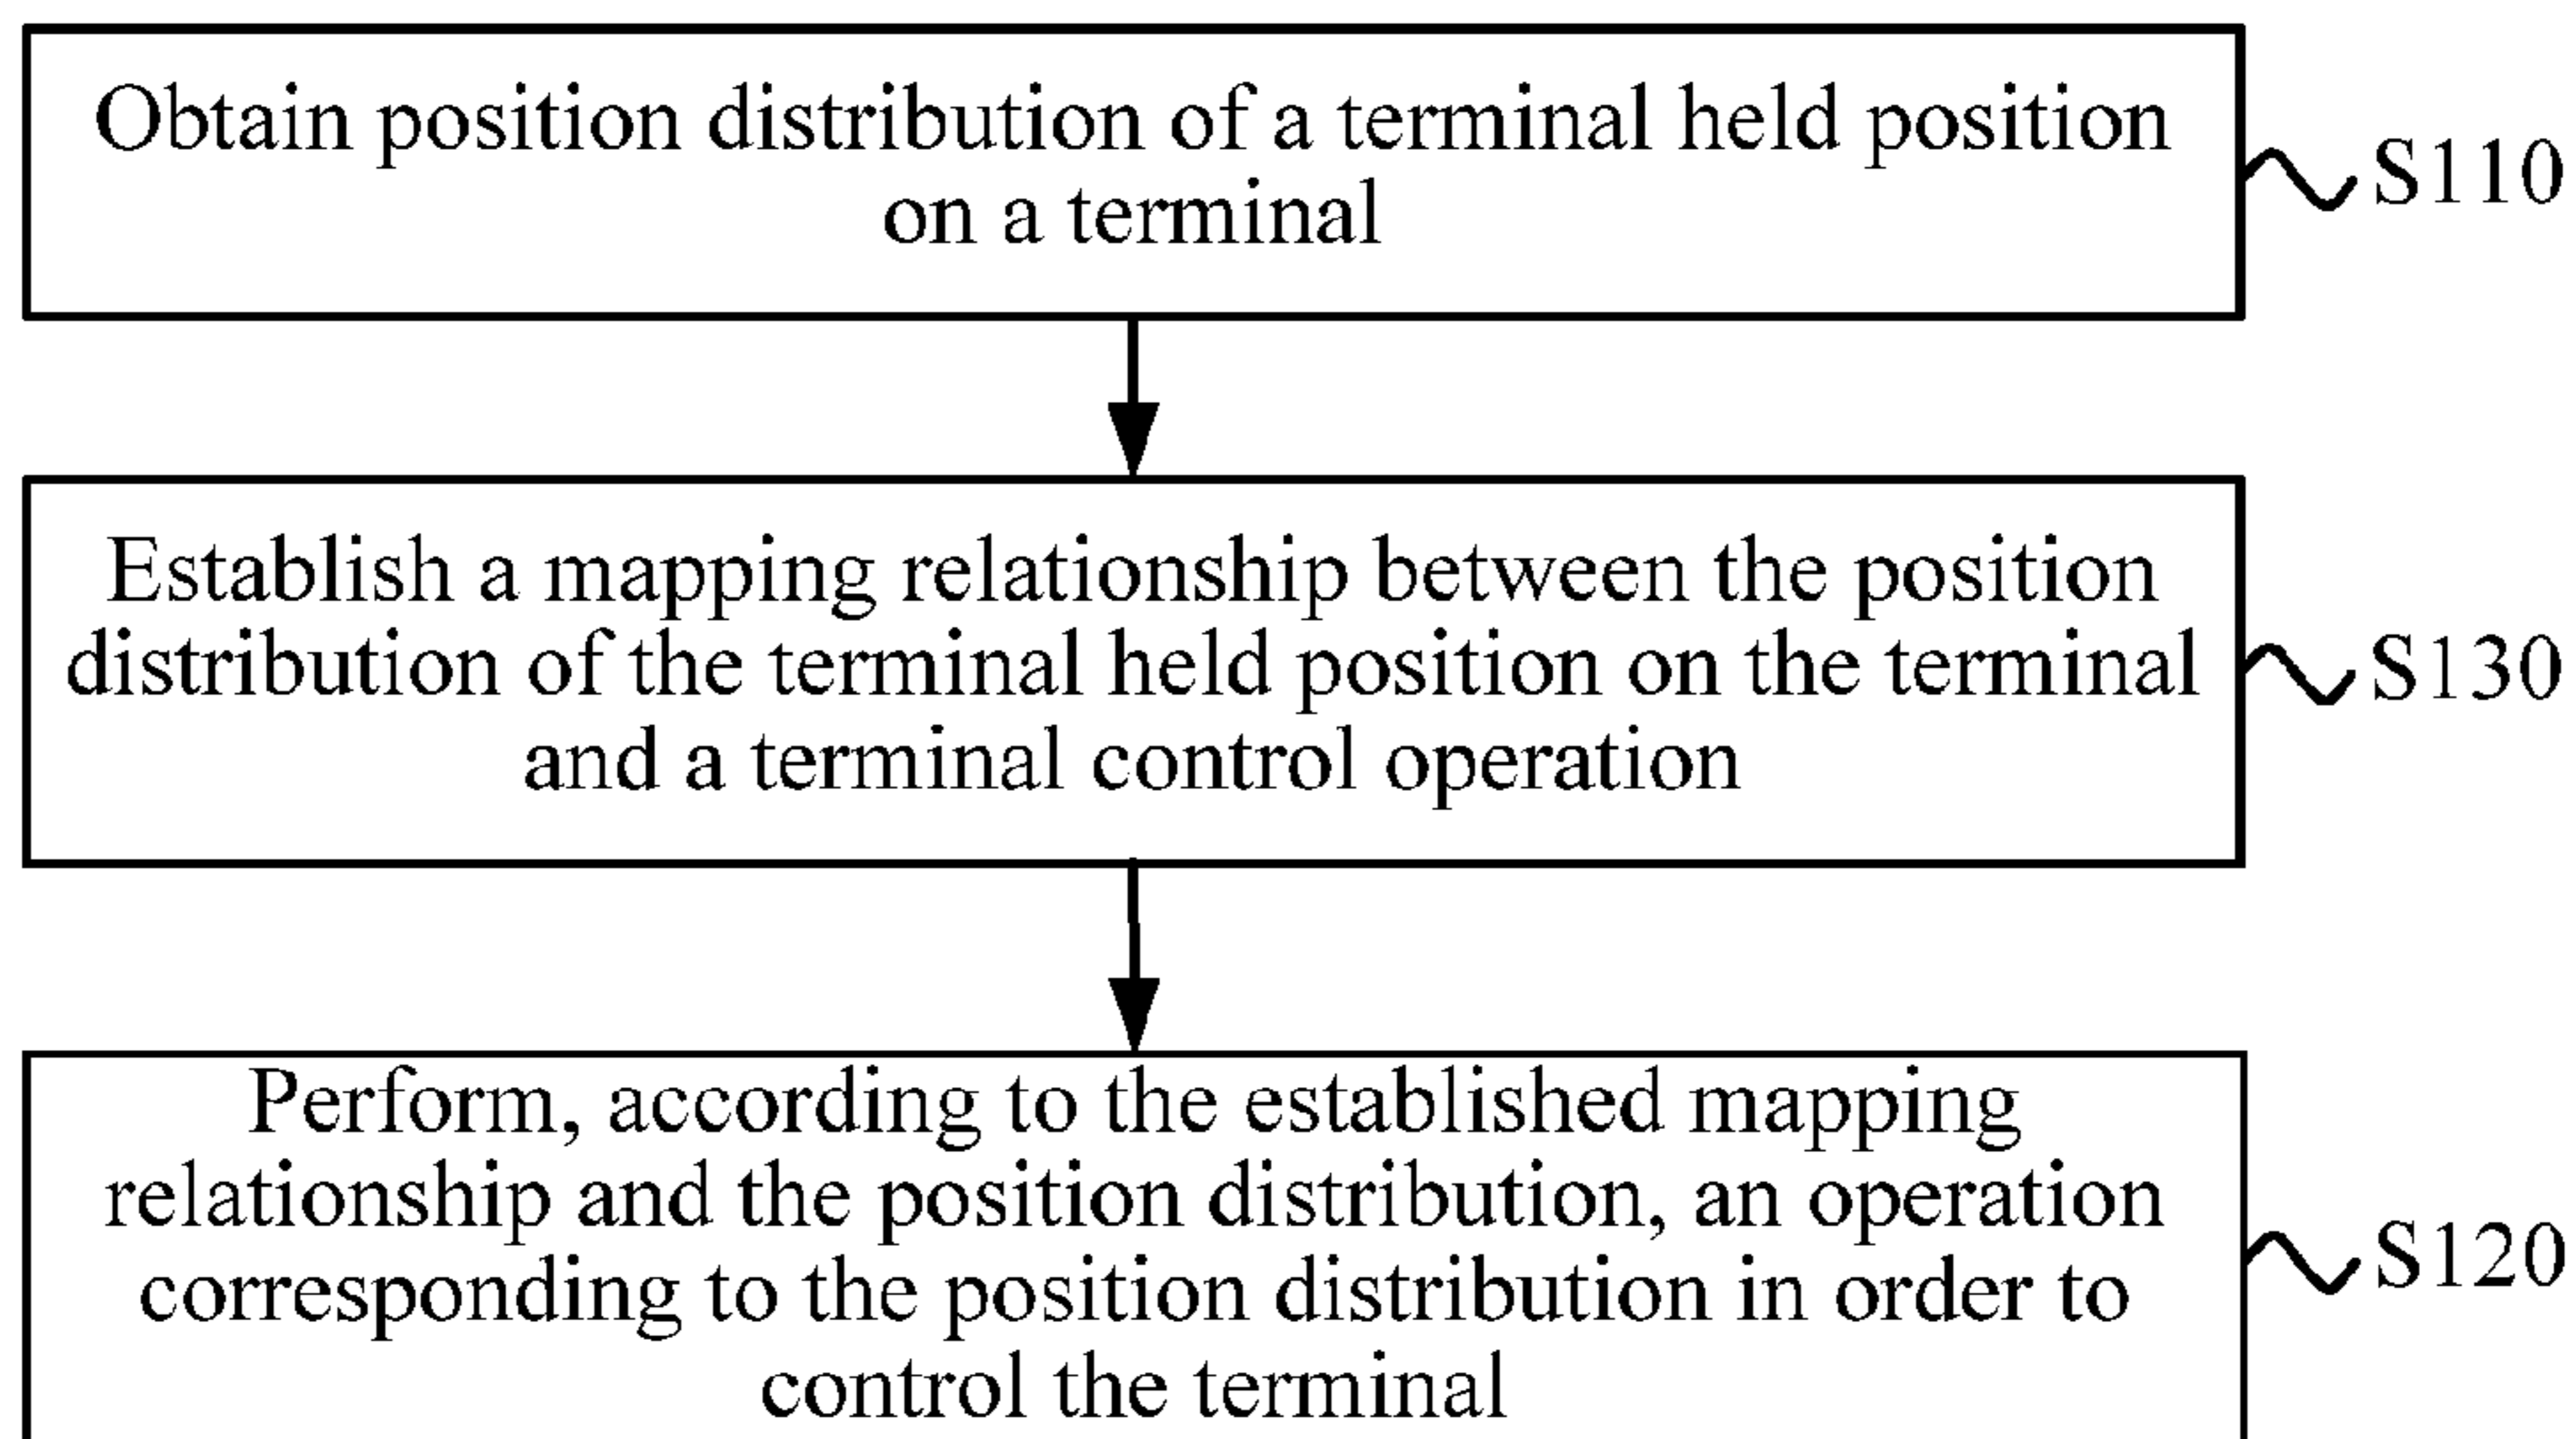 Obtain position distribution of a terminal held position
on a terminal
S110
Establish a mapping relationship between the position
distribution of the terminal held position on the terminal
and a terminal control operation
S130
Perform, according to the established mapping
relationship and the position distribution, an operation
corresponding to the position distribution in order to
control the terminal
S120